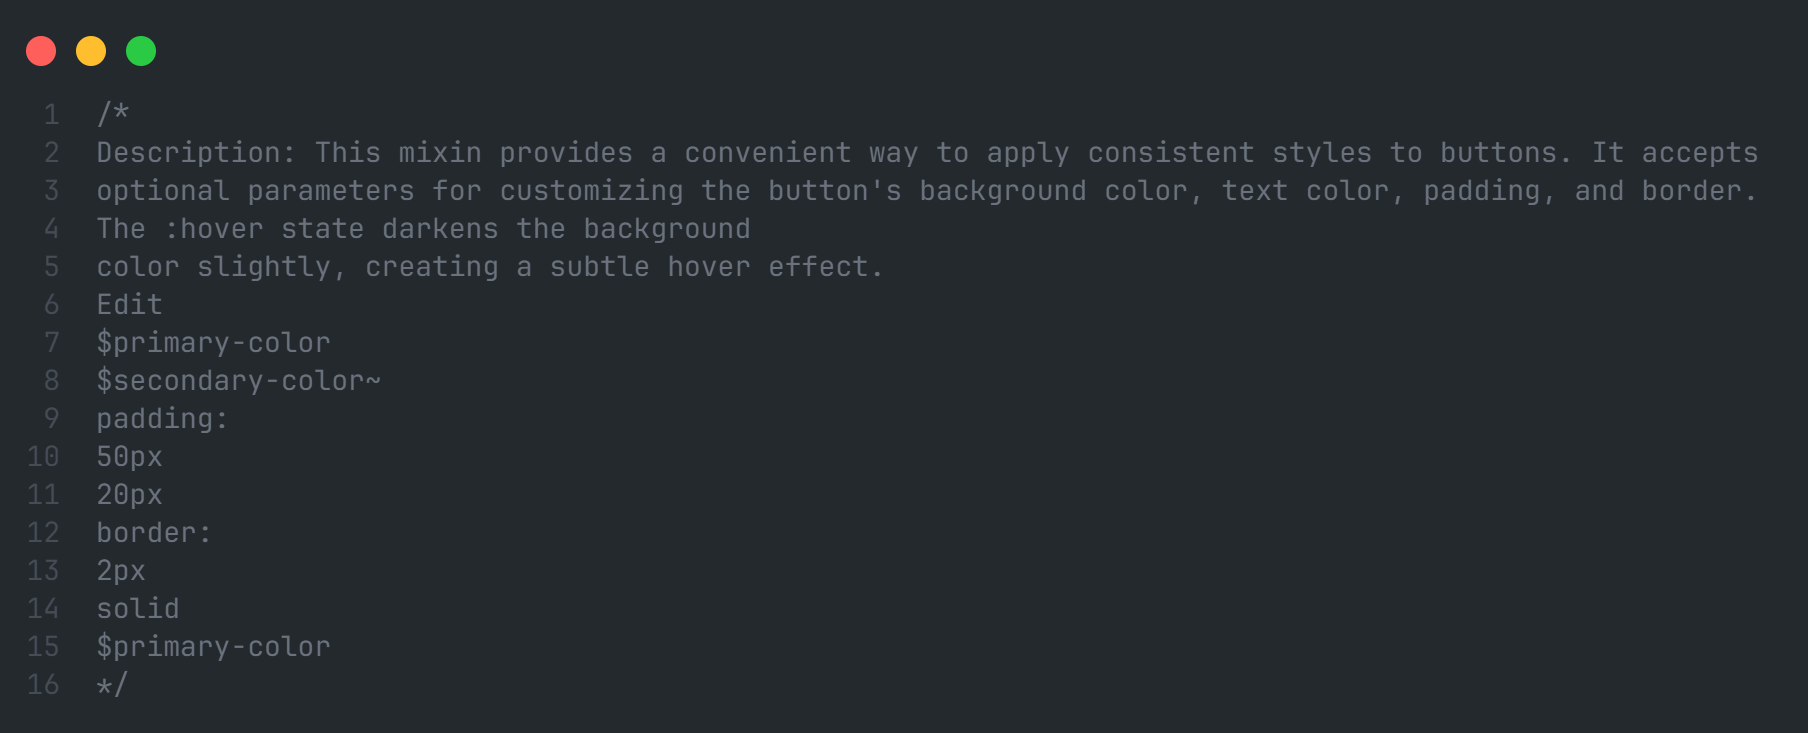 1 /*
2 Description: This mixin provides a convenient way to apply consistent styles to buttons. It accepts
3 optional parameters for customizing the button's background color, text color, padding, and border.
4 The :hover state darkens the background
5 color slightly, creating a subtle hover effect.
6 Edit
7 $primary-color
8 $secondary-color~
9 padding:
10 50px
11 20px
12 border:
13 2px
14 solid
15 $primary-color
16 */